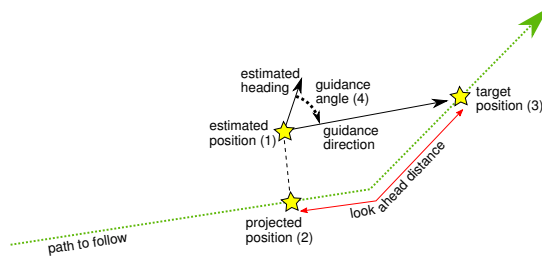 estimated
heading
guidance
angle (4)
target
position (3)
estimated
position (1)
guidance
direction
look ahead distance
projected
position (2)
path to follow